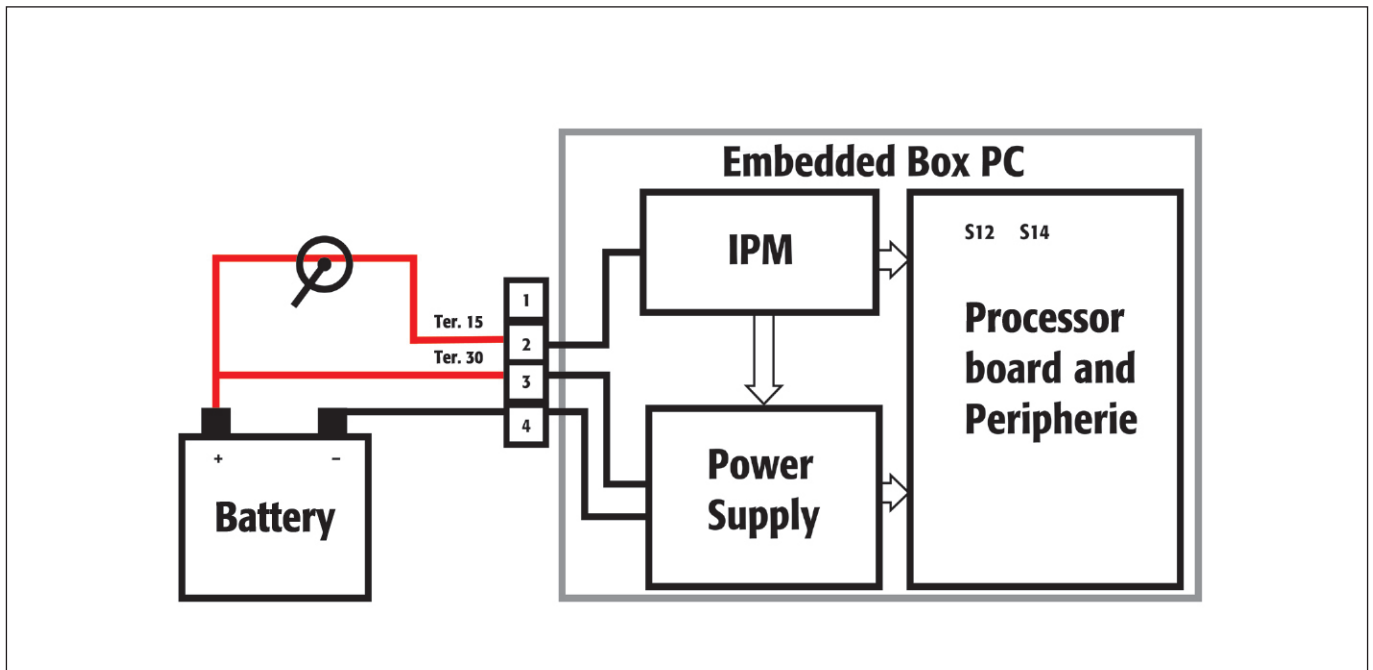 Embedded Box PC
IPM
S12 S14
Processor
board and
Peripherie
Ter. 15
Ter. 30
1
2
3
4
+ −
Battery
Power
Supply